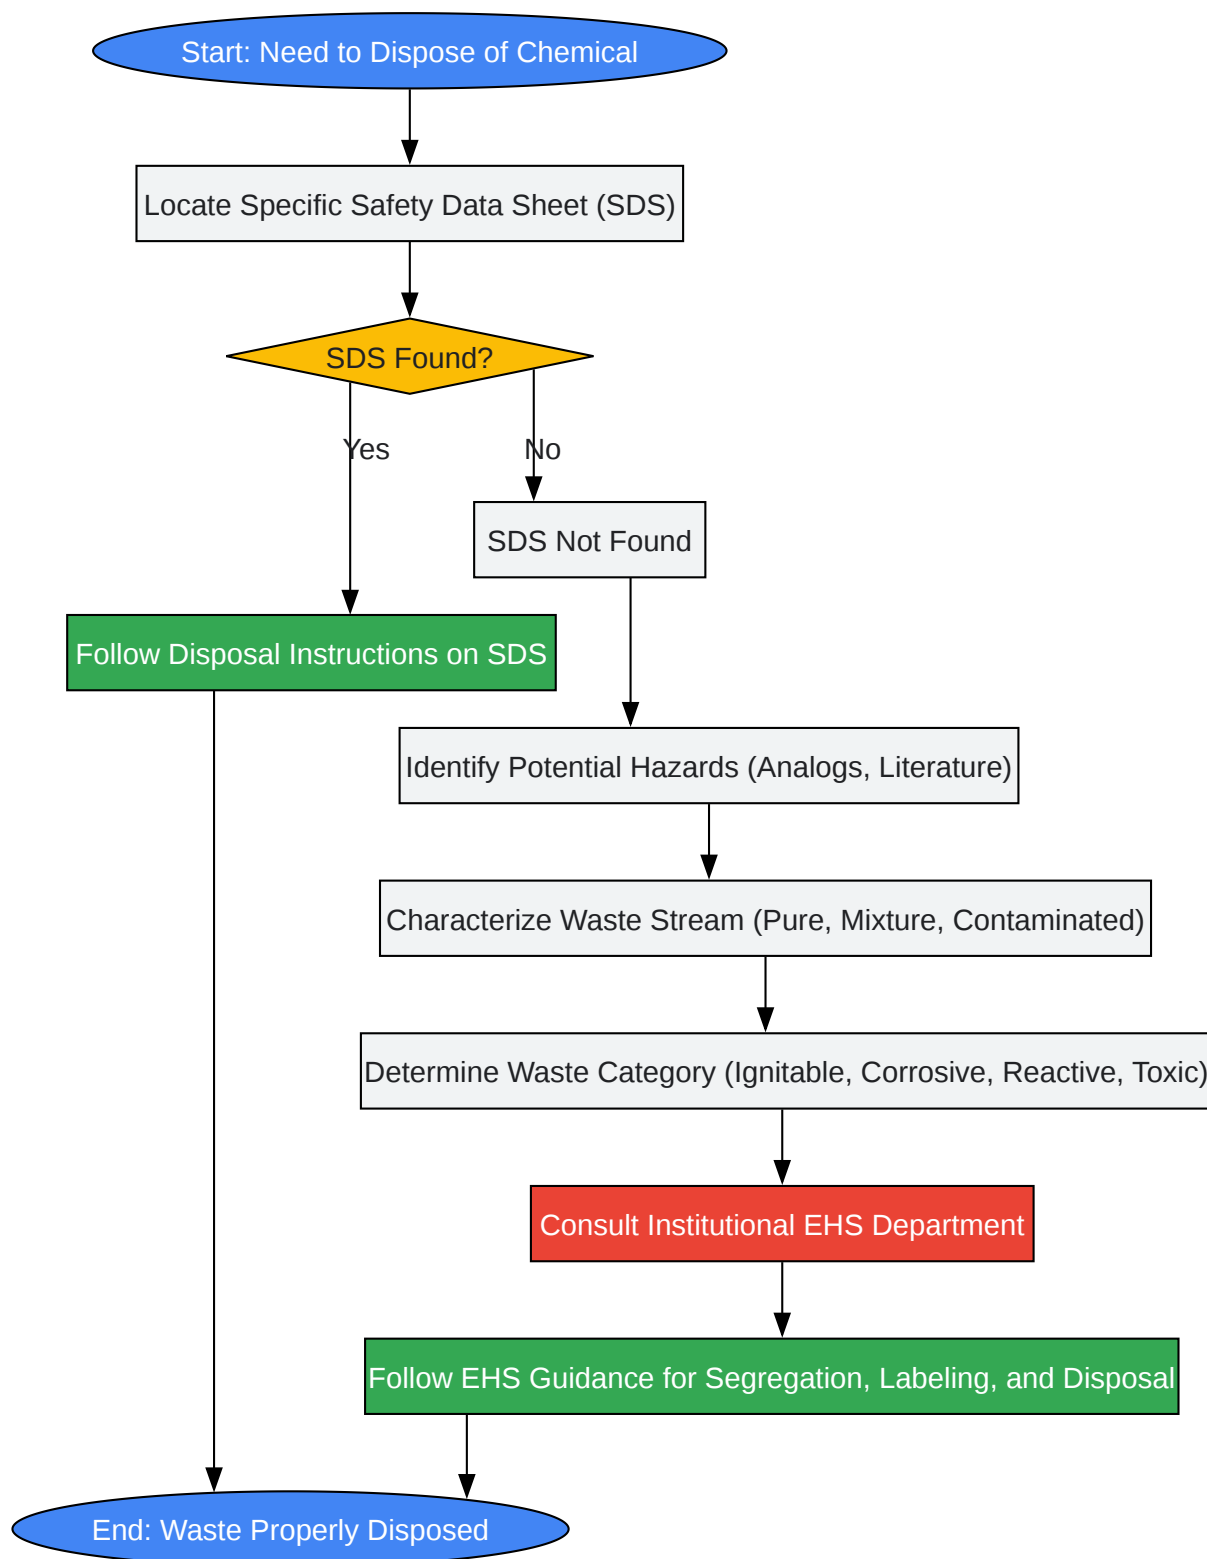 Start: Need to Dispose of Chemical
Locate Specific Safety Data Sheet (SDS)
SDS Found?
Yes
No
SDS Not Found
Follow Disposal Instructions on SDS
Identify Potential Hazards (Analogs, Literature)
Characterize Waste Stream (Pure, Mixture, Contaminated)
Determine Waste Category (Ignitable, Corrosive, Reactive, Toxic)
Consult Institutional EHS Department
Follow EHS Guidance for Segregation, Labeling, and Disposal
End: Waste Properly Disposed